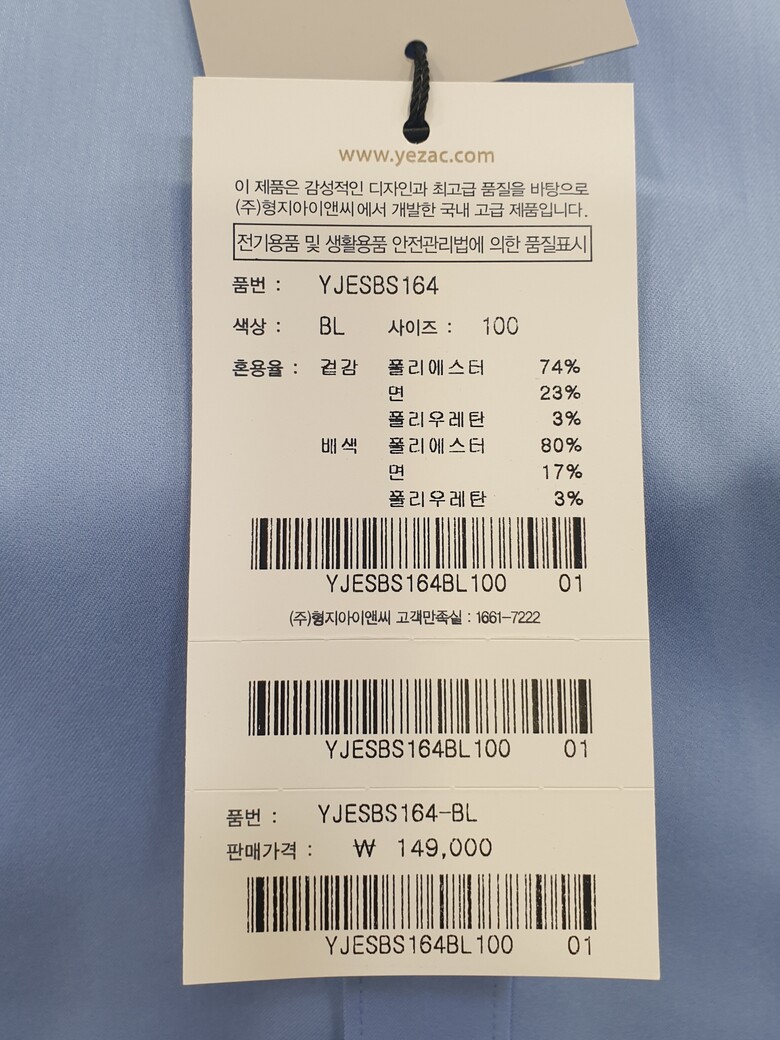 www.yezac.com
이 제품은 감성적인 디자인과 최고급 품질을 바탕으로
(주)형지아이앤씨에서 개발한 국내 고급 제품입니다.
전기용품 및 생활용품 안전관리법에 의한 품질표시
품번 : YJESBS164
색상 : BL 사이즈 : 100
혼용율 : 겉감 폴리에스터 74%
면 23%
폴리우레탄 3%
배색 폴리에스터 80%
면 17%
폴리우레탄 3%
YJESBS164BL100 01
(주)형지아이앤씨 고객만족실 : 1661-7222
YJESBS164BL100 01
품번 : YJESBS164-BL
판매가격 : ₩ 149,000
YJESBS164BL100 01